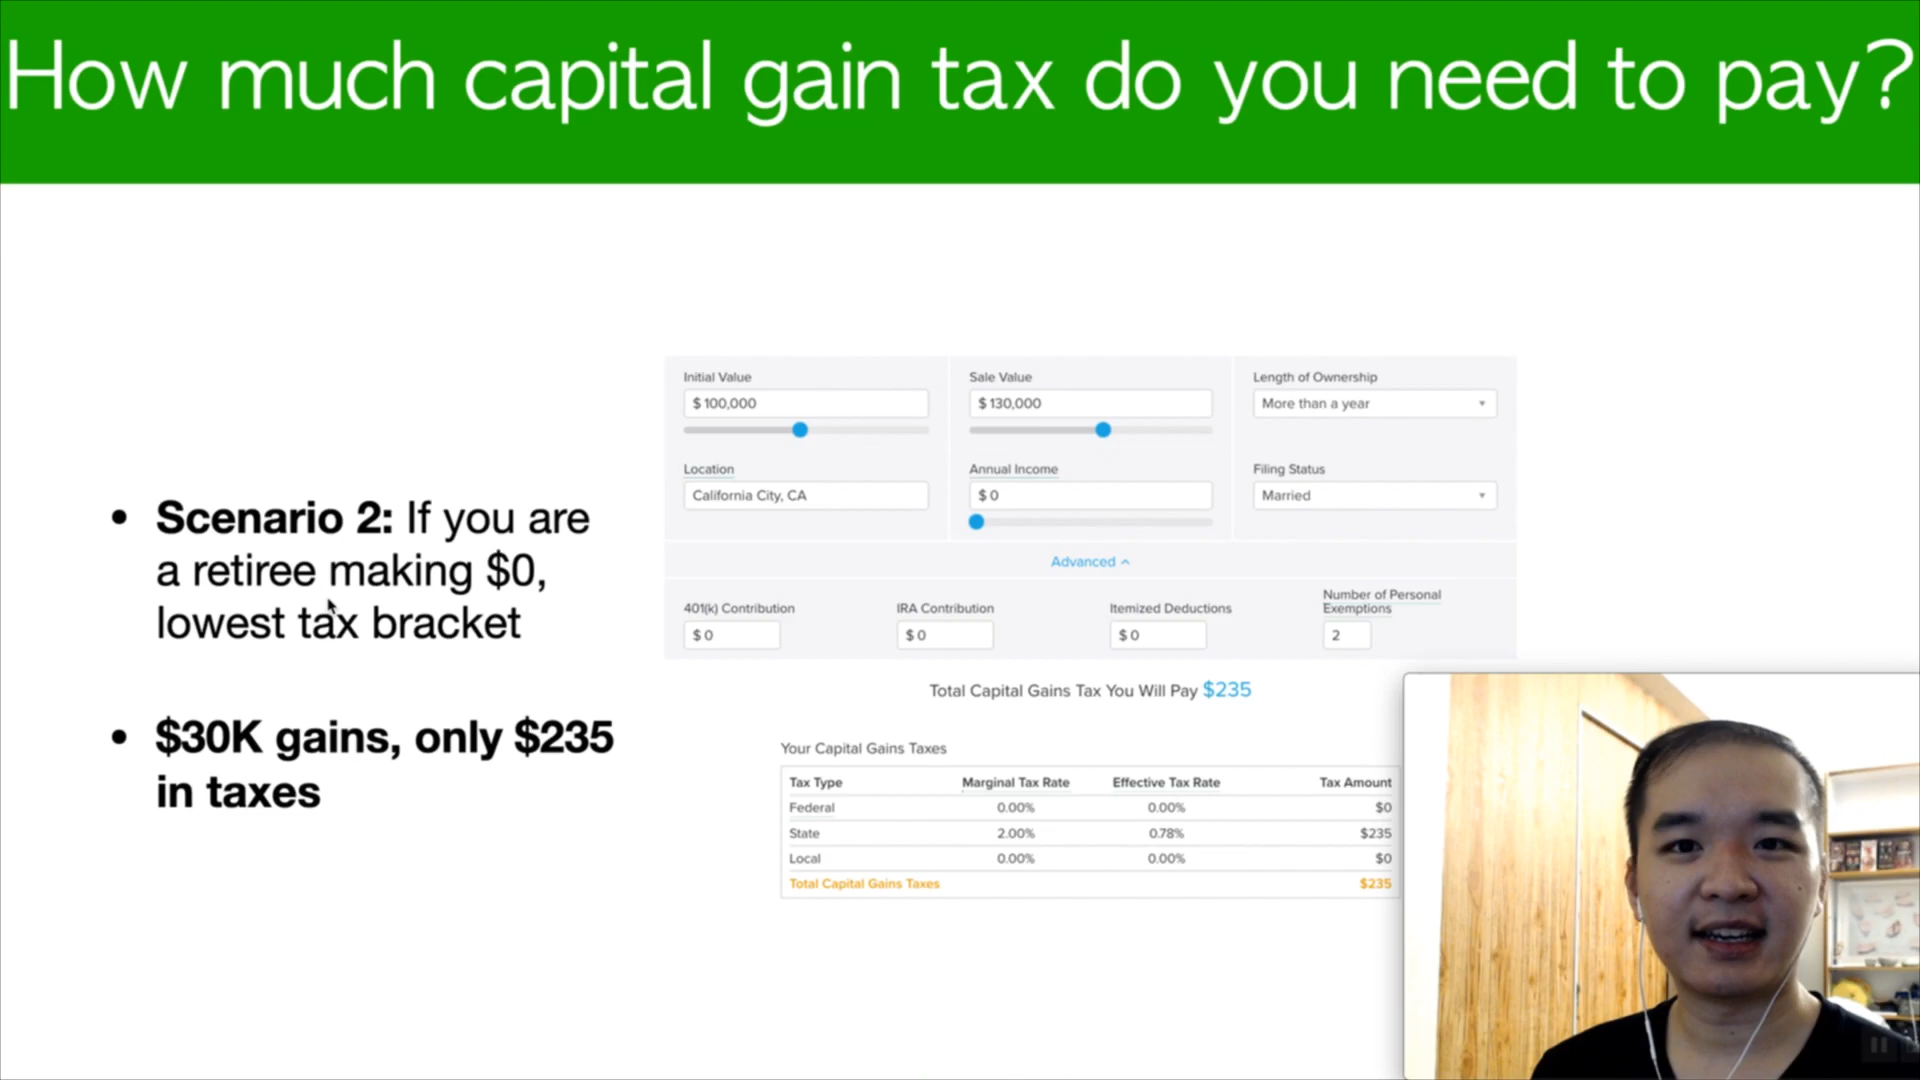 How much capital gain tax do you need to pay?
• Scenario 2: If you are
a retiree making $0,
lowest tax bracket
• $30K gains, only $235
in taxes
Initial Value
Sale Value
Length of Ownership
$ 100,000
$ 130,000
More than a year
Location
Annual Income
Filing Status
California City, CA
$ 0
Married
Advanced
401(k) Contribution
IRA Contribution
Itemized Deductions
Number of Personal
Exemptions
$ 0
$ 0
$ 0
2
Total Capital Gains Tax You Will Pay $235
Your Capital Gains Taxes
Tax Type Marginal Tax Rate Effective Tax Rate Tax Amount
Federal 0.00% 0.00% $0
State 2.00% 0.78% $235
Local 0.00% 0.00% $0
Total Capital Gains Taxes $235